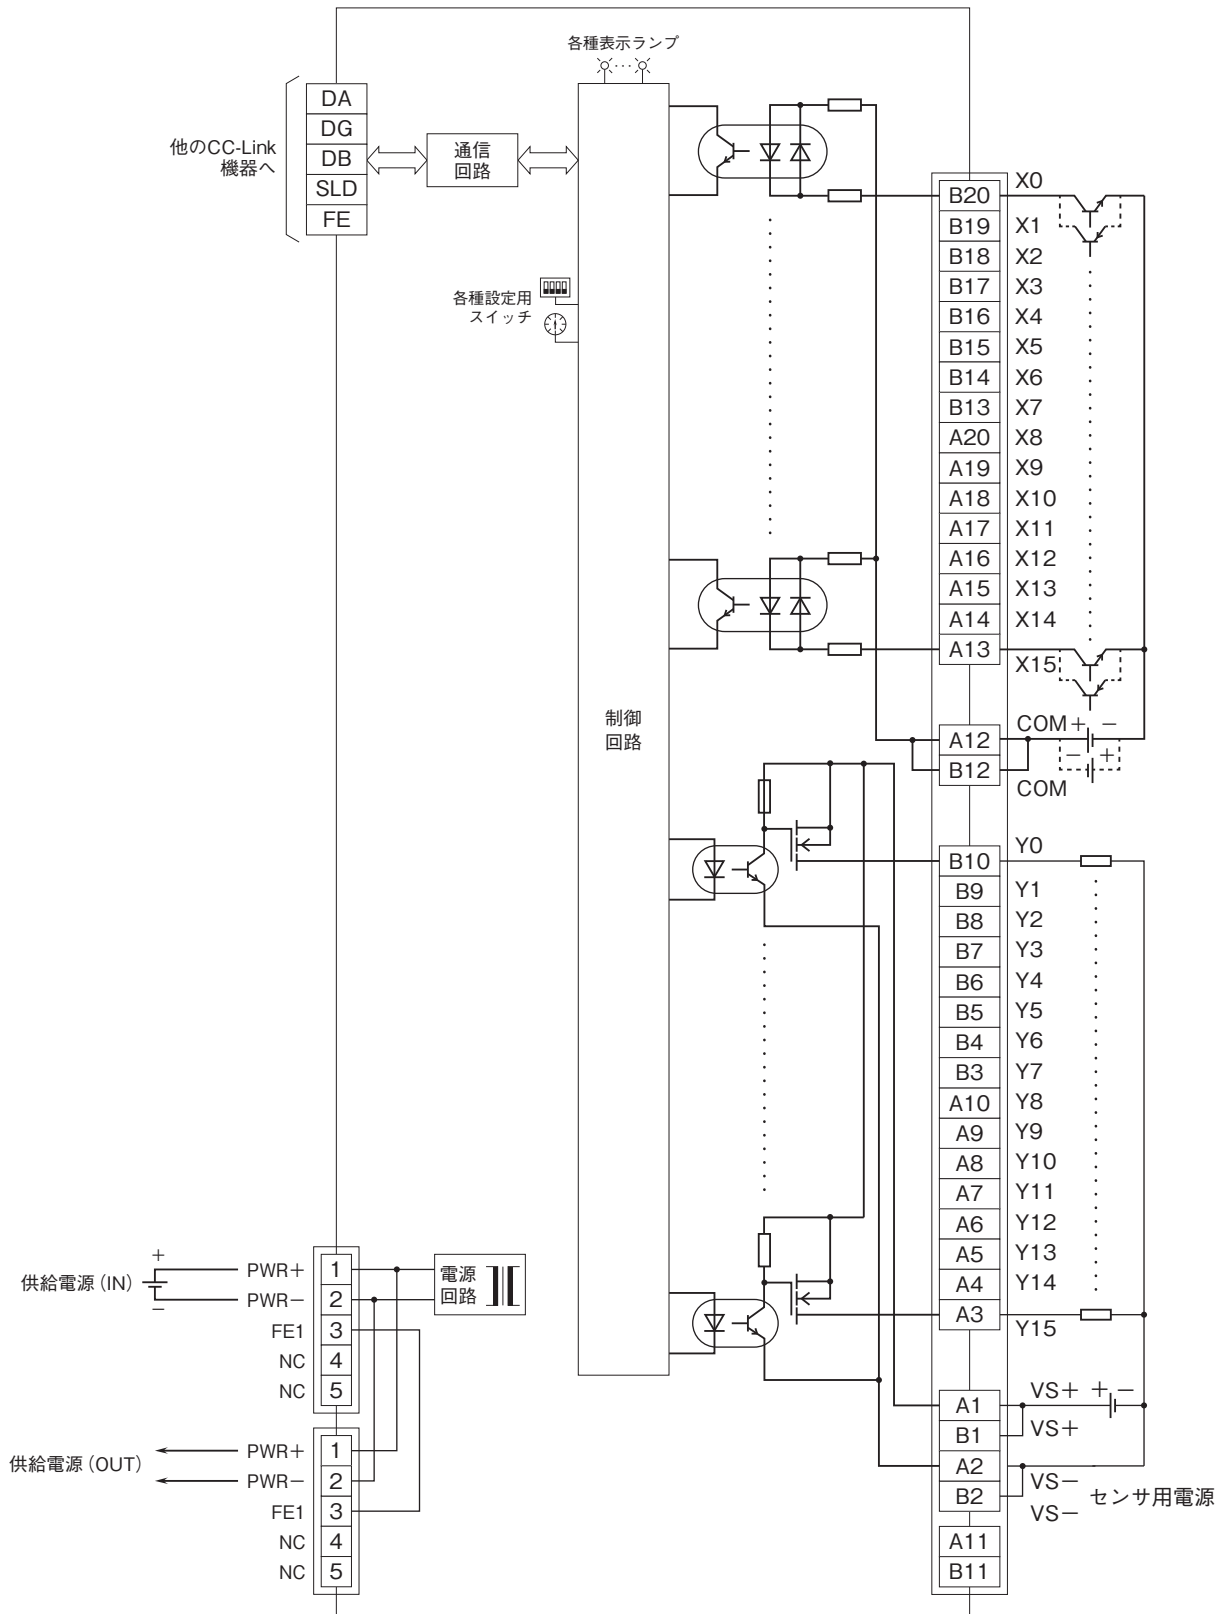 各種表示ランプ
DA
DG
DB
SLD
FE
他のCC-Link
機器へ
通信
回路
各種設定用
スイッチ
制御
回路
B20 X0
B19 X1
B18 X2
B17 X3
B16 X4
B15 X5
B14 X6
B13 X7
A20 X8
A19 X9
A18 X10
A17 X11
A16 X12
A15 X13
A14 X14
A13 X15
A12 COM + −
B12 COM − +
B10 Y0
B9 Y1
B8 Y2
B7 Y3
B6 Y4
B5 Y5
B4 Y6
B3 Y7
A10 Y8
A9 Y9
A8 Y10
A7 Y11
A6 Y12
A5 Y13
A4 Y14
A3 Y15
A1 VS+ + −
B1 VS+
A2 VS−
B2 VS−
センサ用電源
A11
B11
供給電源(IN)
+
−
PWR+ 1
PWR− 2
FE1 3
NC 4
NC 5
電源
回路
供給電源(OUT)
PWR+ 1
PWR− 2
FE1 3
NC 4
NC 5